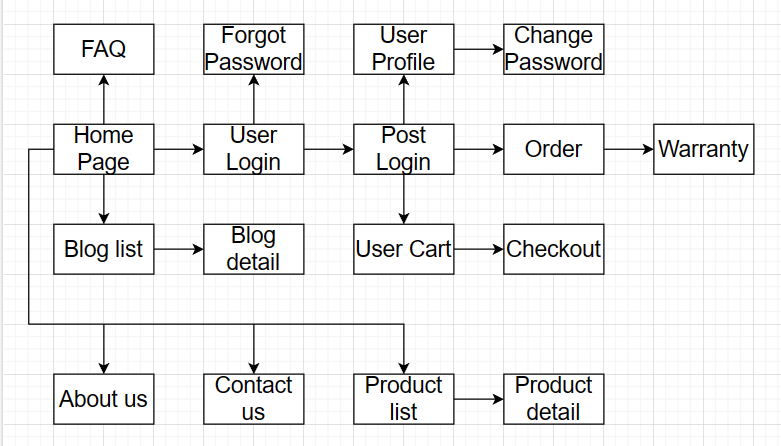 FAQ
Forgot
Password
User
Profile
Change
Password
Home
Page
User
Login
Post
Login
Order
Warranty
Blog list
Blog
detail
User Cart
Checkout
About us
Contact
us
Product
list
Product
detail